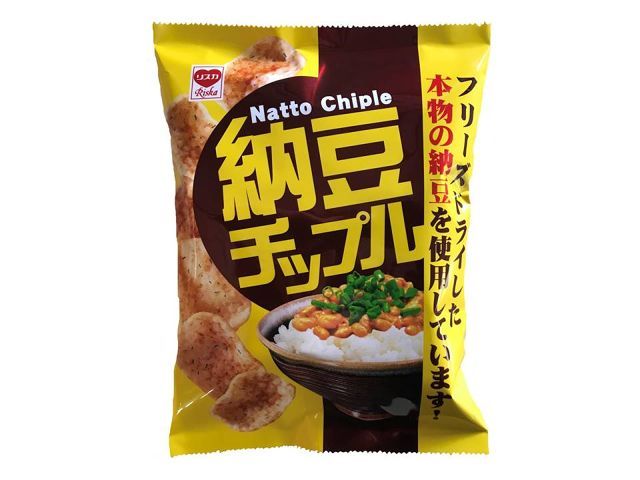 リスカ
Riska
Natto Chiple
納豆
チップル
フリーズドライした
本物の納豆を使用しています!